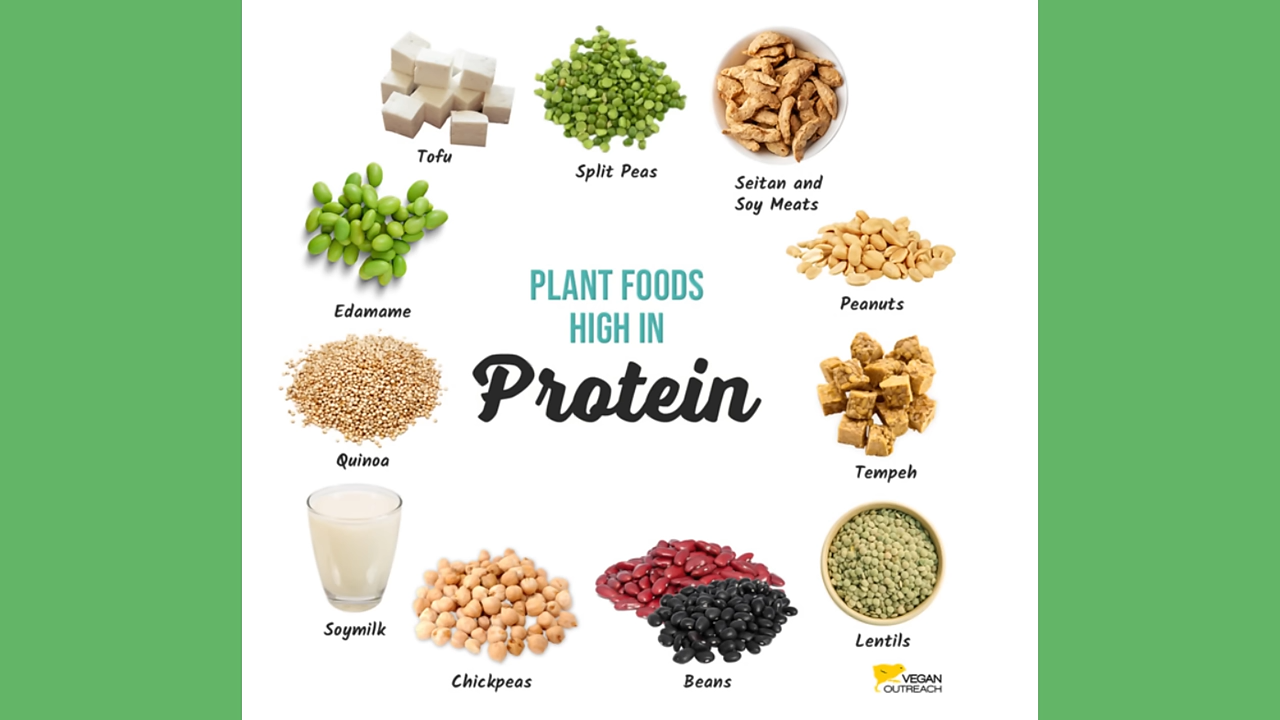 Tofu
Split Peas
Seitan and
Soy Meats
Edamame
Peanuts
PLANT FOODS
HIGH IN
Protein
Quinoa
Tempeh
Soymilk
Lentils
Chickpeas
Beans
VEGAN
OUTREACH